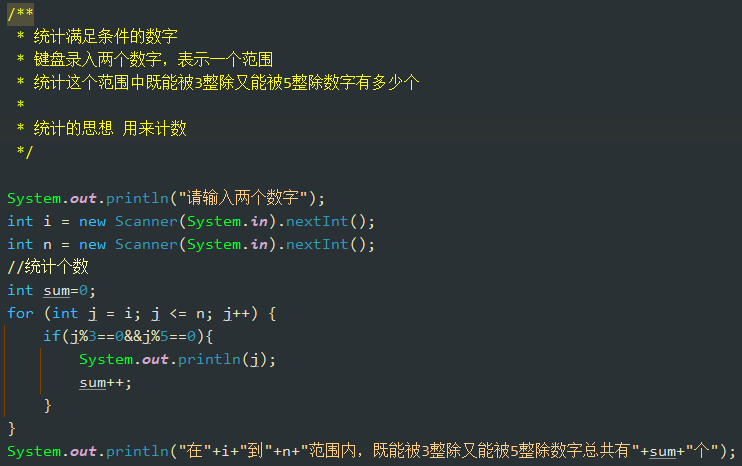 /**
 * 统计满足条件的数字
 * 键盘录入两个数字，表示一个范围
 * 统计这个范围中既能被3整除又能被5整除数字有多少个
 *
 * 统计的思想 用来计数
 */
System.out.println("请输入两个数字");
int i = new Scanner(System.in).nextInt();
int n = new Scanner(System.in).nextInt();
//统计个数
int sum=0;
for (int j = i; j <= n; j++) {
    if(j%3==0&&j%5==0){
        System.out.println(j);
        sum++;
    }
}
System.out.println("在"+i+"到"+n+"范围内，既能被3整除又能被5整除数字总共有"+sum+"个");